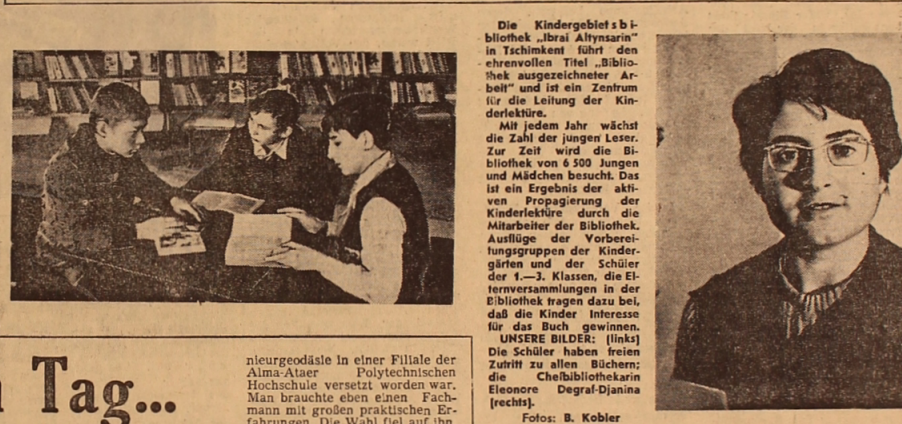 Die Kindergebietsbi-
bliothek „Ibrai Altynsarin"
in Tschimkent führt den
ehrenvollen Titel „Biblio-
thek ausgezeichneter Ar-
beit" und ist ein Zentrum
für die Leitung der Kin-
derlektüre.
Mit jedem Jahr wächst
die Zahl der jungen Leser.
Zur Zeit wird die Bi-
bliothek von 6 500 Jungen
und Mädchen besucht. Das
ist ein Ergebnis der akti-
ven Propagierung der
Kinderlektüre durch die
Mitarbeiter der Bibliothek.
Ausflüge der Vorberei-
tungsgruppen der Kinder-
gärten und der Schüler
der 1.—3. Klassen, die El-
ternversammlungen in der
Bibliothek tragen dazu bei,
daß die Kinder Interesse
für das Buch gewinnen.
UNSERE BILDER: (links)
Die Schüler haben freien
Zutritt zu allen Büchern;
die Chefbibliothekarin
Eleonore Degraf-Djanina
(rechts).
Fotos: B. Kobler
Tag...
nieurgeodäsie in einer Filiale der
Alma-Ataer Polytechnischen
Hochschule versetzt worden war.
Man brauchte eben einen Fach-
mann mit großen praktischen Er-
fahrungen. Die Wahl fiel auf ihn